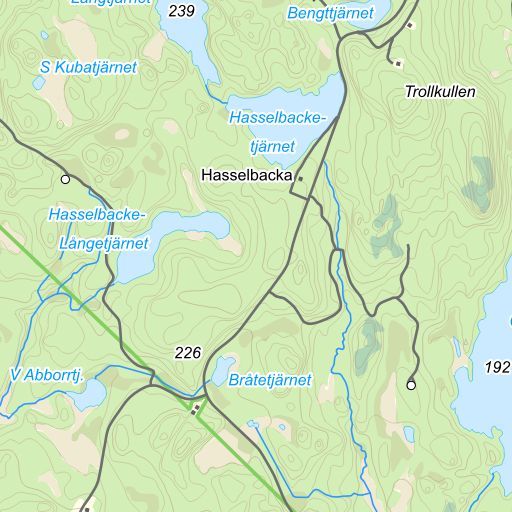 Långtjärnet
239
Bengttjärnet
S Kubatjärnet
Trollkullen
Hasselbacke-
tjärnet
Hasselbacka
Hasselbacke-
Långetjärnet
226
192
V Abborrtj.
Bråtetjärnet